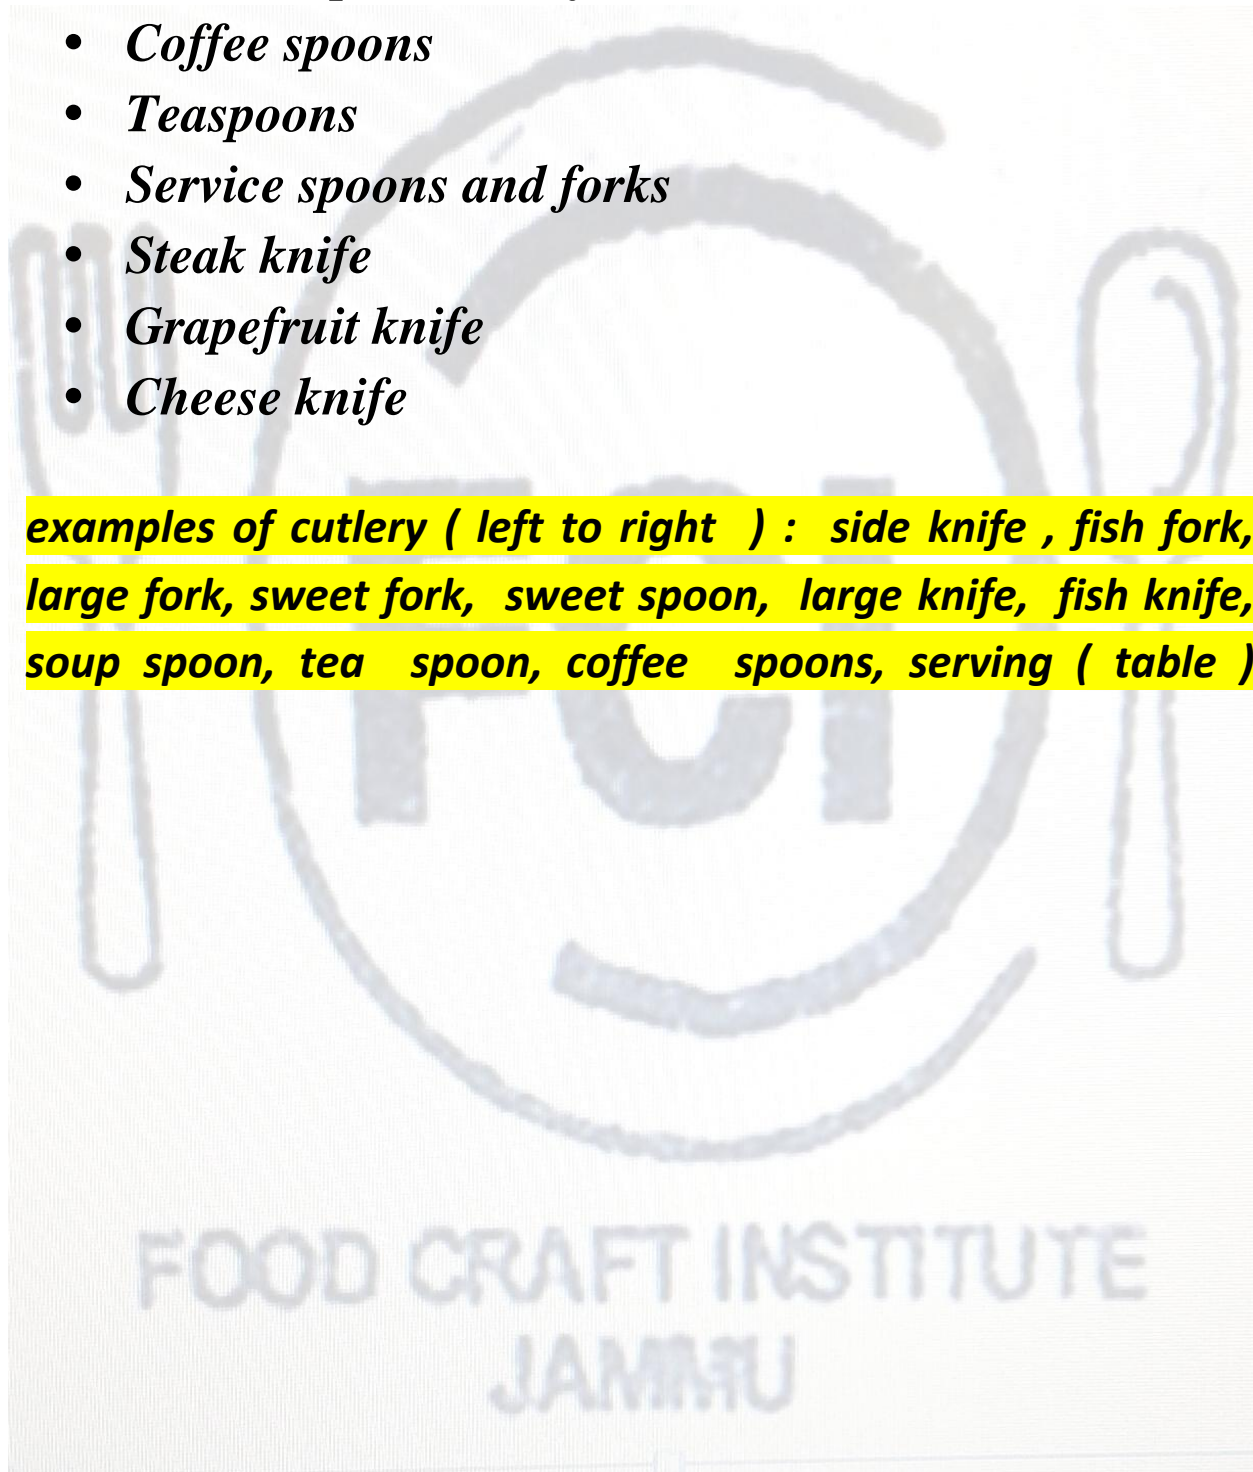 • Coffee spoons
• Teaspoons
• Service spoons and forks
• Steak knife
• Grapefruit knife
• Cheese knife
examples of cutlery ( left to right ) : side knife , fish fork,
large fork, sweet fork, sweet spoon, large knife, fish knife,
soup spoon, tea spoon, coffee spoons, serving ( table )
FCI
FOOD CRAFT INSTITUTE
JAMMU